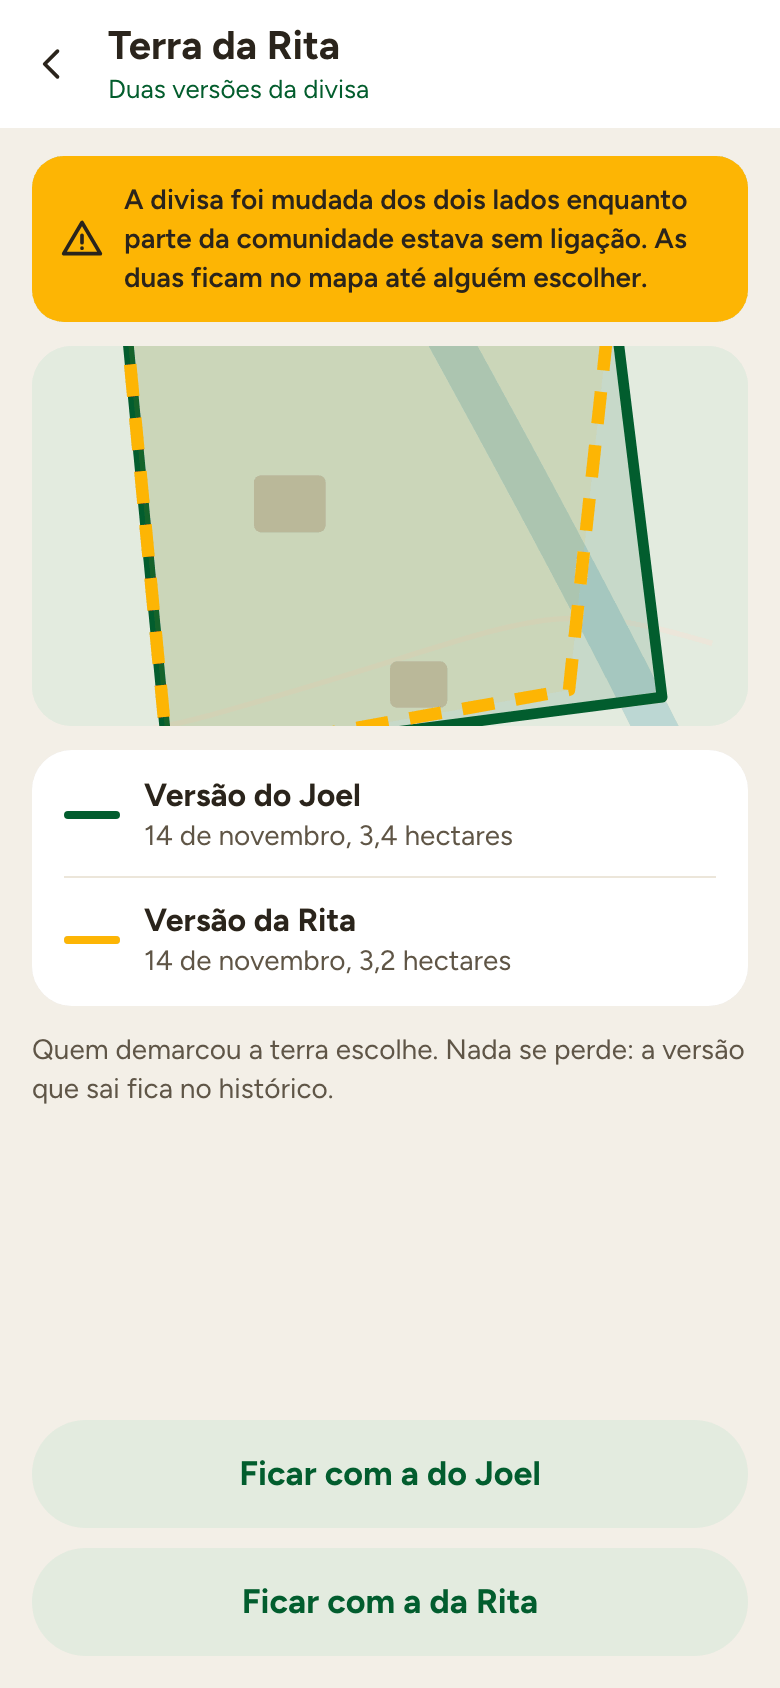 Terra da Rita
Duas versões da divisa
A divisa foi mudada dos dois lados enquanto
parte da comunidade estava sem ligação. As
duas ficam no mapa até alguém escolher.
Versão do Joel
14 de novembro, 3,4 hectares
Versão da Rita
14 de novembro, 3,2 hectares
Quem demarcou a terra escolhe. Nada se perde: a versão
que sai fica no histórico.
Ficar com a do Joel
Ficar com a da Rita